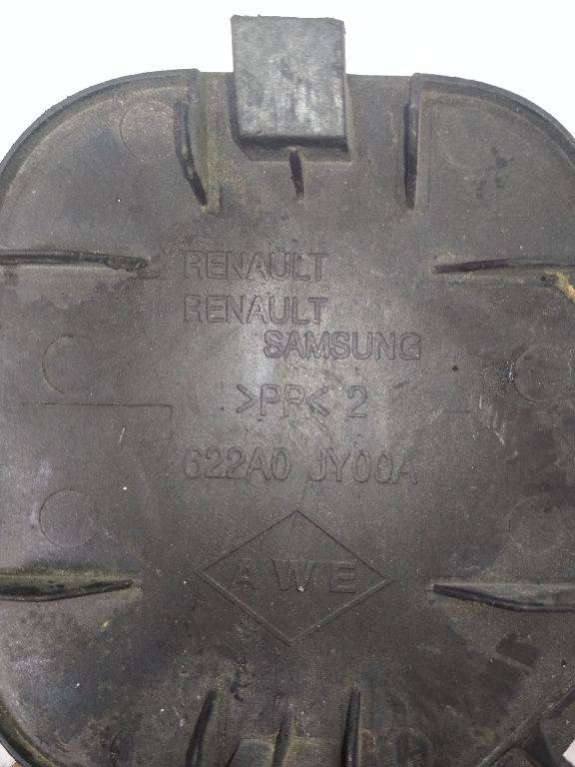 RENAULT
RENAULT
SAMSUNG
>PP< 2
622A0 JY00A
AWE